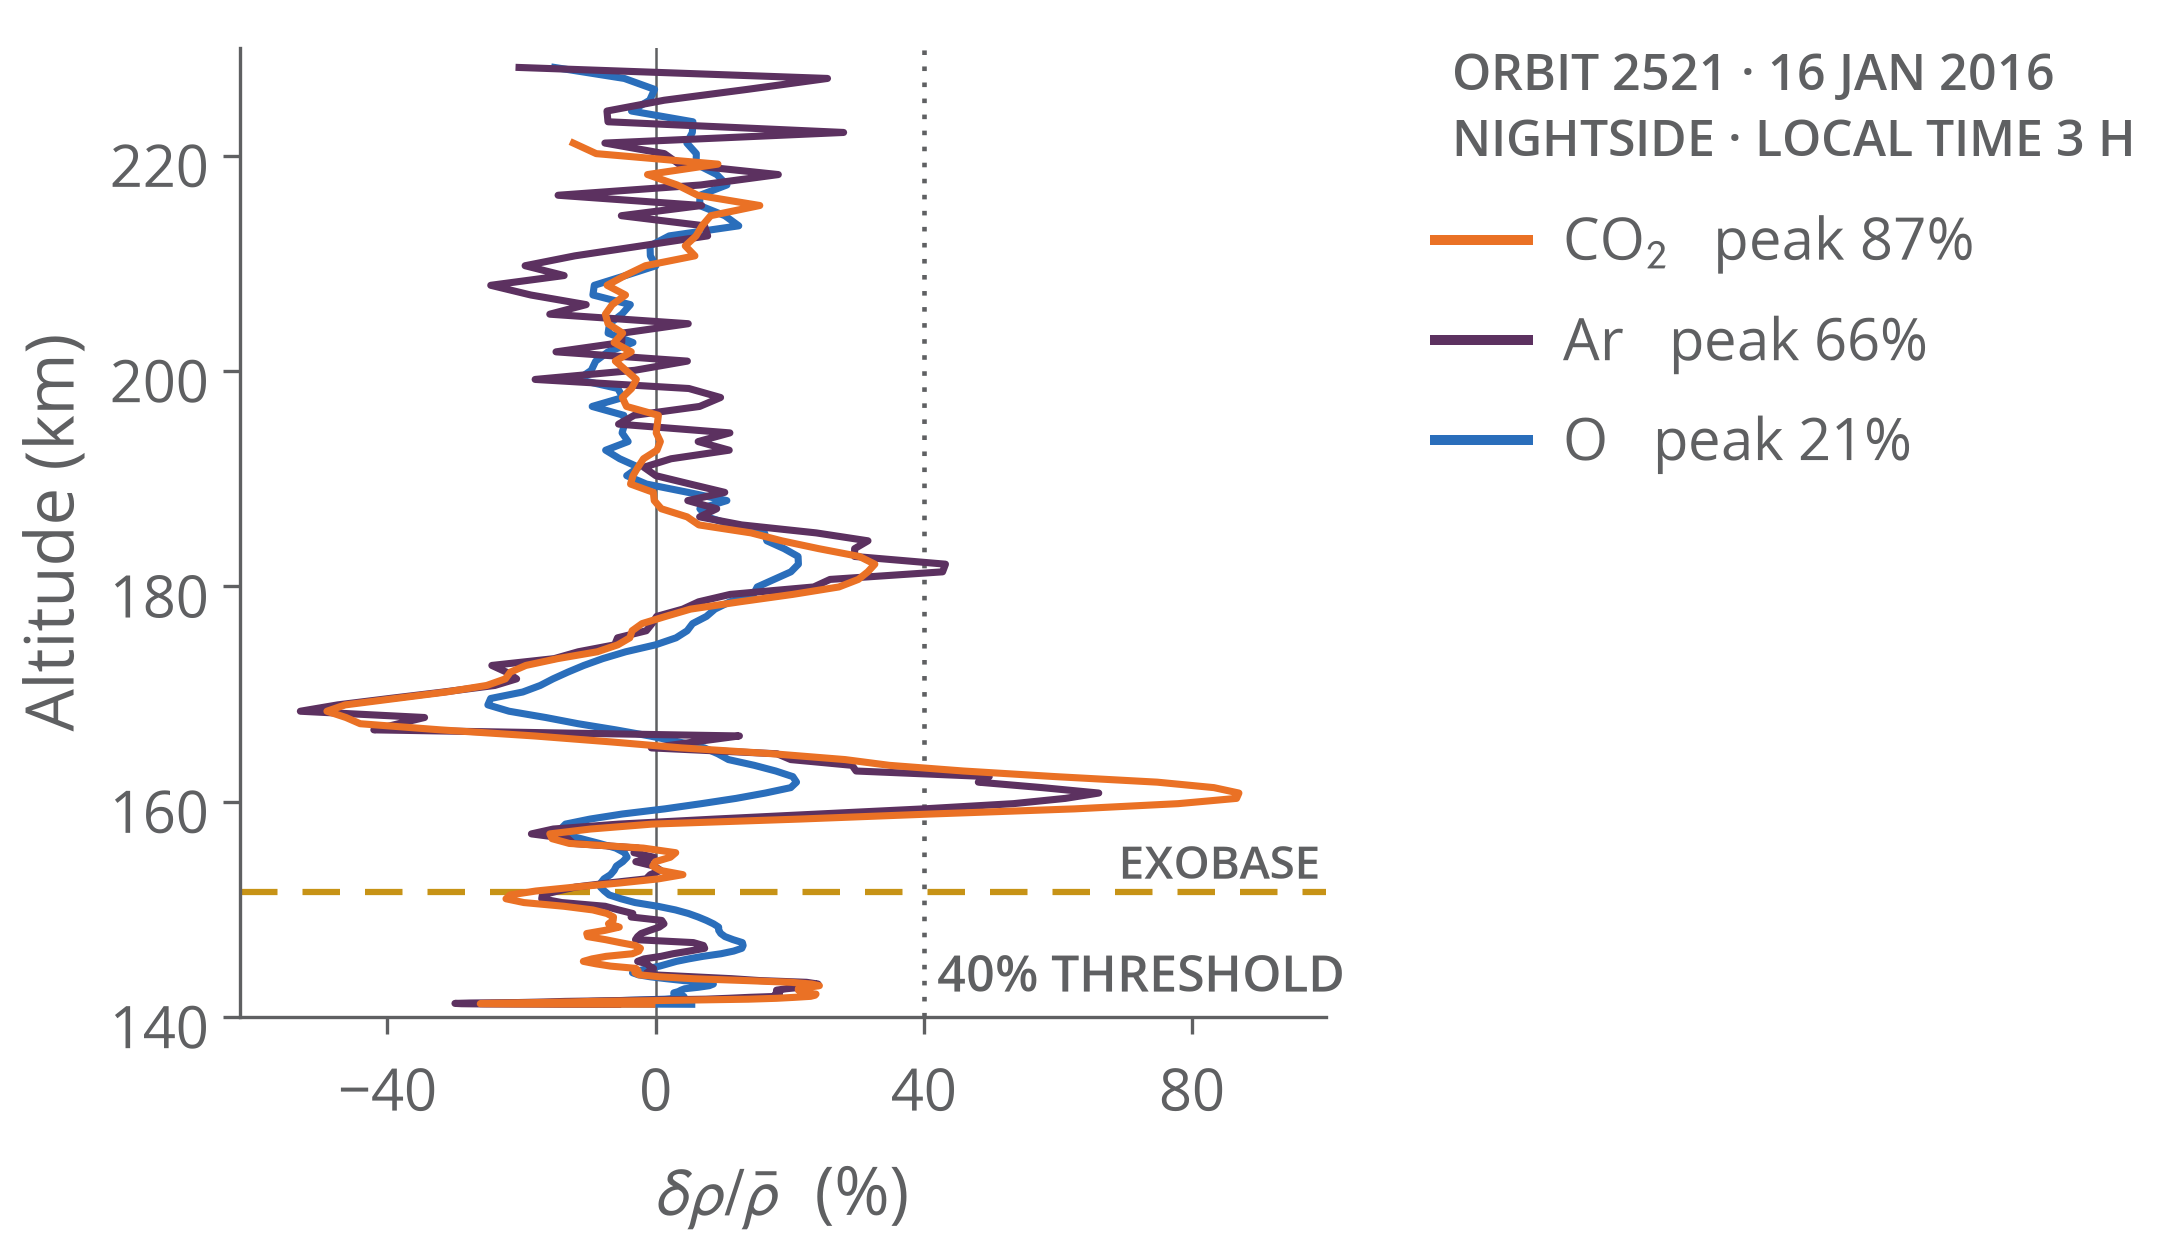 ORBIT 2521 · 16 JAN 2016
NIGHTSIDE · LOCAL TIME 3 H
CO₂ peak 87%
Ar peak 66%
O peak 21%
Altitude (km)
220
200
180
160
140
EXOBASE
40% THRESHOLD
−40 0 40 80
δρ/ρ̄ (%)